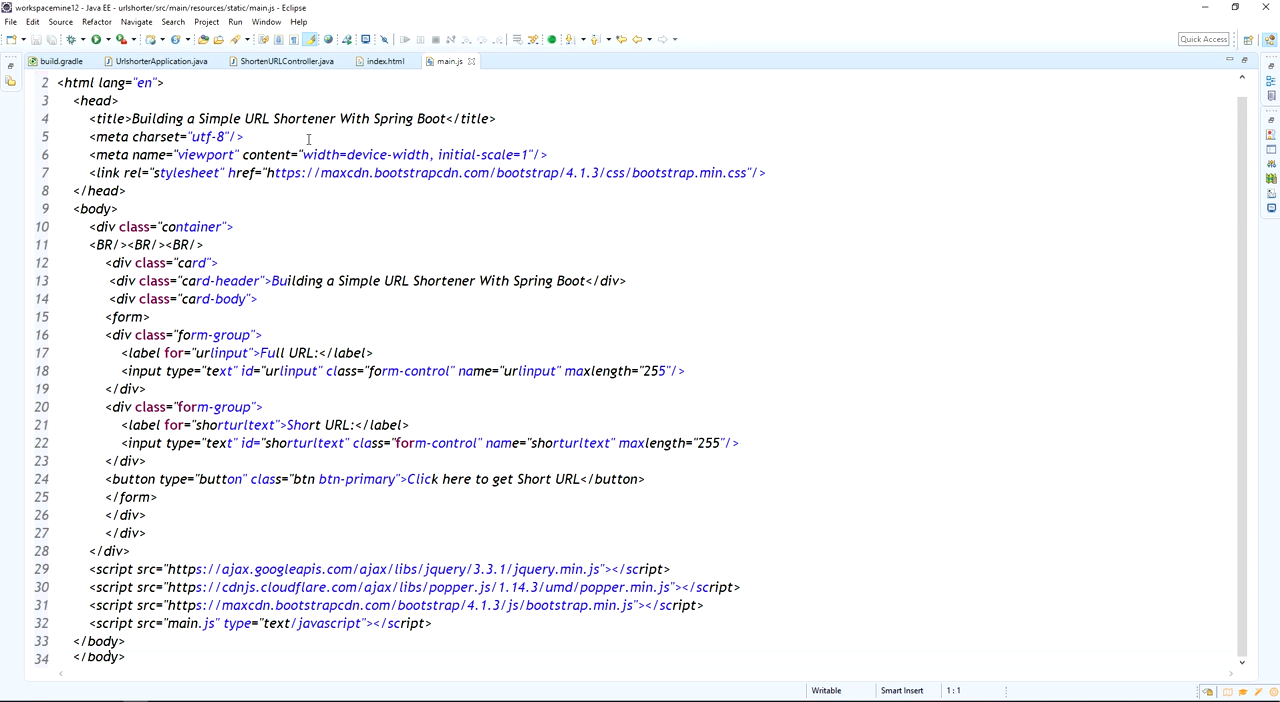 workspacemine12 - Java EE - urlshorter/src/main/resources/static/main.js - Eclipse
File Edit Source Refactor Navigate Search Project Run Window Help
Quick Access
build.gradle UrlshorterApplication.java ShortenURLController.java index.html main.js
2 <html lang="en">
3 <head>
4 <title>Building a Simple URL Shortener With Spring Boot</title>
5 <meta charset="utf-8"/>
6 <meta name="viewport" content="width=device-width, initial-scale=1"/>
7 <link rel="stylesheet" href="https://maxcdn.bootstrapcdn.com/bootstrap/4.1.3/css/bootstrap.min.css"/>
8 </head>
9 <body>
10 <div class="container">
11 <BR/><BR/><BR/>
12 <div class="card">
13 <div class="card-header">Building a Simple URL Shortener With Spring Boot</div>
14 <div class="card-body">
15 <form>
16 <div class="form-group">
17 <label for="urlinput">Full URL:</label>
18 <input type="text" id="urlinput" class="form-control" name="urlinput" maxlength="255"/>
19 </div>
20 <div class="form-group">
21 <label for="shorturltext">Short URL:</label>
22 <input type="text" id="shorturltext" class="form-control" name="shorturltext" maxlength="255"/>
23 </div>
24 <button type="button" class="btn btn-primary">Click here to get Short URL</button>
25 </form>
26 </div>
27 </div>
28 </div>
29 <script src="https://ajax.googleapis.com/ajax/libs/jquery/3.3.1/jquery.min.js"></script>
30 <script src="https://cdnjs.cloudflare.com/ajax/libs/popper.js/1.14.3/umd/popper.min.js"></script>
31 <script src="https://maxcdn.bootstrapcdn.com/bootstrap/4.1.3/js/bootstrap.min.js"></script>
32 <script src="main.js" type="text/javascript"></script>
33 </body>
34 </body>
Writable Smart Insert 1 : 1